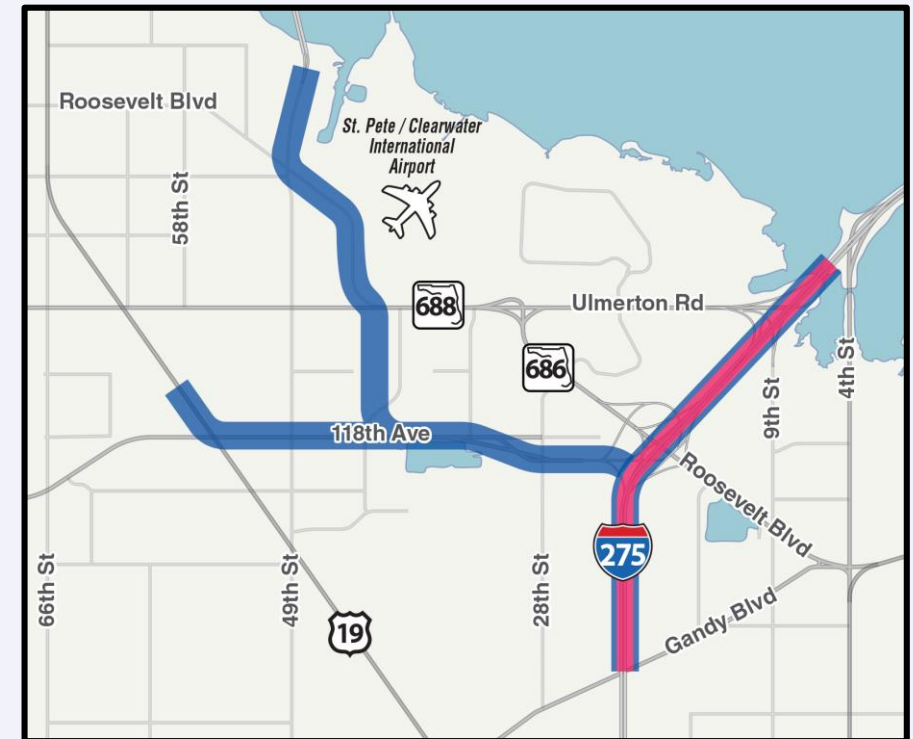 Roosevelt Blvd
St. Pete / Clearwater
International
Airport
58th St
688
Ulmerton Rd
686
9th St
4th St
118th Ave
Roosevelt Blvd
275
66th St
49th St
28th St
Gandy Blvd
19